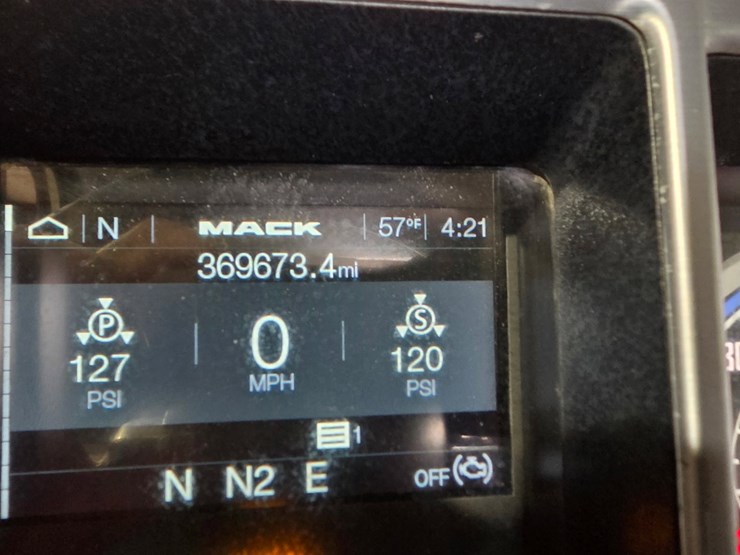 N MACK 57°F 4:21
369673.4mi
P 0 S
127 120
PSI MPH PSI
1
N N2 E OFF